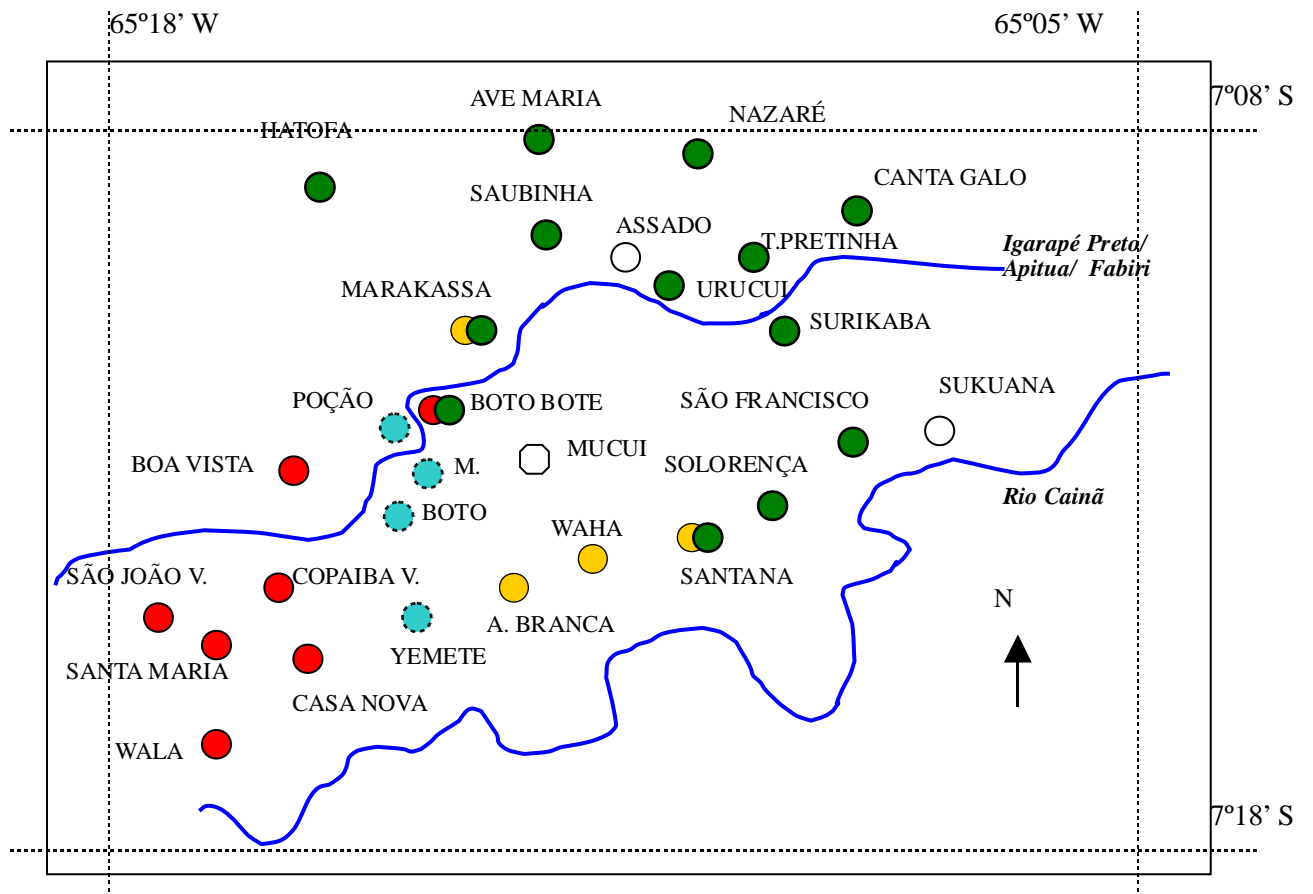 65º18’ W
65º05’ W
7º08’ S
AVE MARIA
NAZARÉ
HATOFA
CANTA GALO
SAUBINHA
ASSADO
T.PRETINHA
Igarapé Preto/
Apitua/ Fabiri
MARAKASSA
URUCUI
SURIKABA
SUKUANA
POÇÃO
BOTO BOTE
SÃO FRANCISCO
MUCUI
BOA VISTA
M.
SOLORENÇA
Rio Cainã
BOTO
WAHA
SÃO JOÃO V.
COPAIBA V.
SANTANA
N
A. BRANCA
YEMETE
SANTA MARIA
CASA NOVA
WALA
7º18’ S